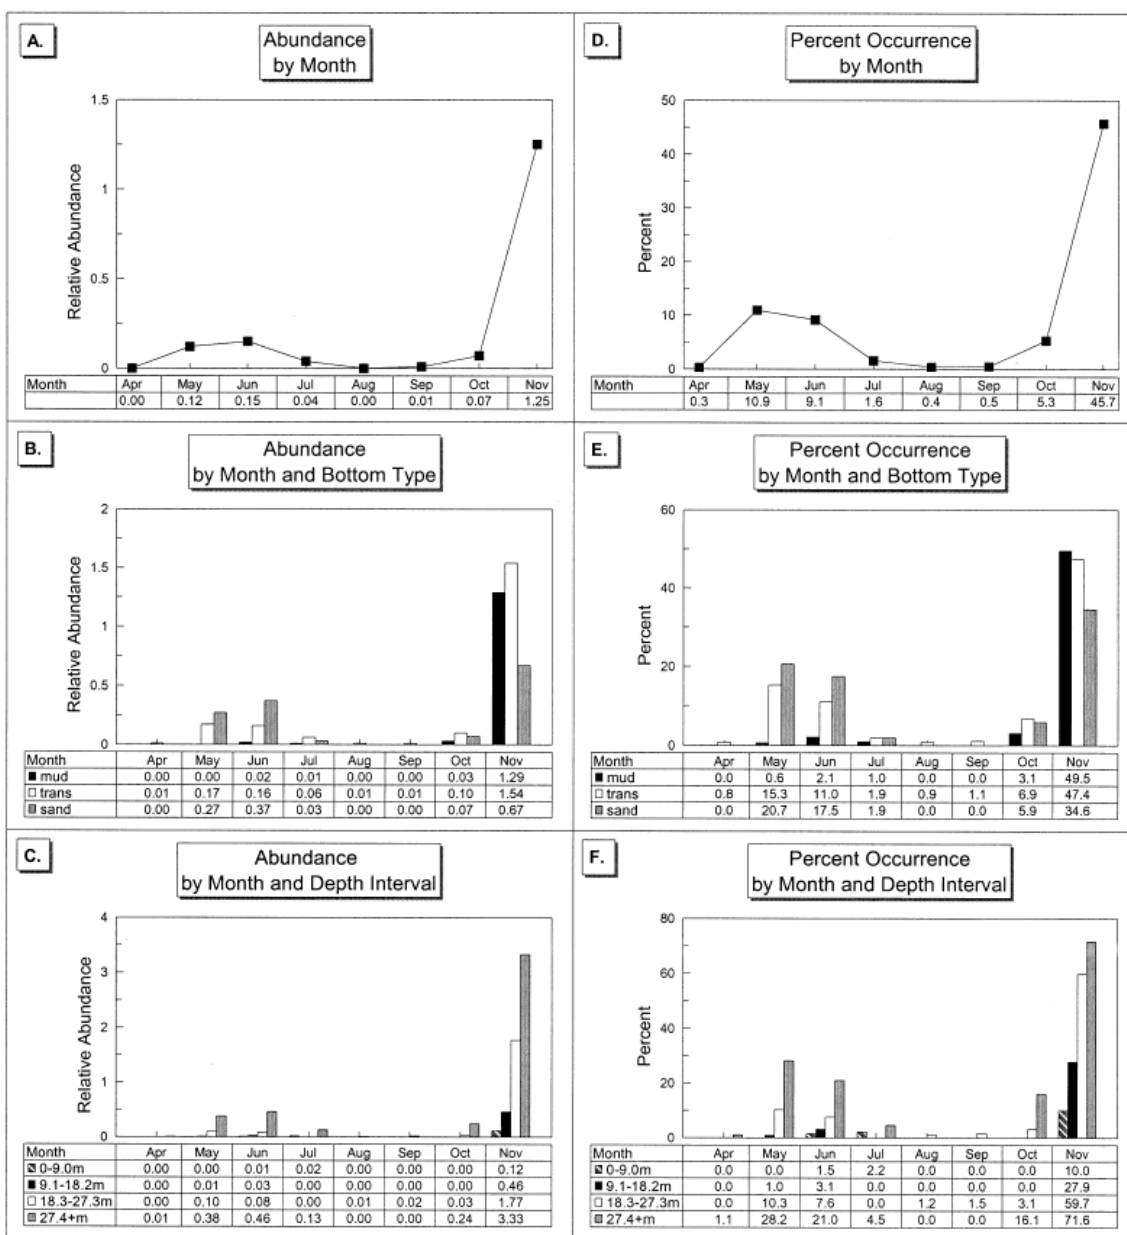 A.
Abundance
by Month
1.5
1
0.5
0
Relative Abundance
Month Apr May Jun Jul Aug Sep Oct Nov
0.00 0.12 0.15 0.04 0.00 0.01 0.07 1.25
D.
Percent Occurrence
by Month
50
40
30
20
10
0
Percent
Month Apr May Jun Jul Aug Sep Oct Nov
0.3 10.9 9.1 1.6 0.4 0.5 5.3 45.7
B.
Abundance
by Month and Bottom Type
2
1.5
1
0.5
0
Relative Abundance
Month Apr May Jun Jul Aug Sep Oct Nov
mud 0.00 0.00 0.02 0.01 0.00 0.00 0.03 1.29
trans 0.01 0.17 0.16 0.06 0.01 0.01 0.10 1.54
sand 0.00 0.27 0.37 0.03 0.00 0.00 0.07 0.67
E.
Percent Occurrence
by Month and Bottom Type
60
40
20
0
Percent
Month Apr May Jun Jul Aug Sep Oct Nov
mud 0.0 0.6 2.1 1.0 0.0 0.0 3.1 49.5
trans 0.8 15.3 11.0 1.9 0.9 1.1 6.9 47.4
sand 0.0 20.7 17.5 1.9 0.0 0.0 5.9 34.6
C.
Abundance
by Month and Depth Interval
4
3
2
1
0
Relative Abundance
Month Apr May Jun Jul Aug Sep Oct Nov
0-9.0m 0.00 0.00 0.01 0.02 0.00 0.00 0.00 0.12
9.1-18.2m 0.00 0.01 0.03 0.00 0.00 0.00 0.00 0.46
18.3-27.3m 0.00 0.10 0.08 0.00 0.01 0.02 0.03 1.77
27.4+m 0.01 0.38 0.46 0.13 0.00 0.00 0.24 3.33
F.
Percent Occurrence
by Month and Depth Interval
80
60
40
20
0
Percent
Month Apr May Jun Jul Aug Sep Oct Nov
0-9.0m 0.0 0.0 1.5 2.2 0.0 0.0 0.0 10.0
9.1-18.2m 0.0 1.0 3.1 0.0 0.0 0.0 0.0 27.9
18.3-27.3m 0.0 10.3 7.6 0.0 1.2 1.5 3.1 59.7
27.4+m 1.1 28.2 21.0 4.5 0.0 0.0 16.1 71.6